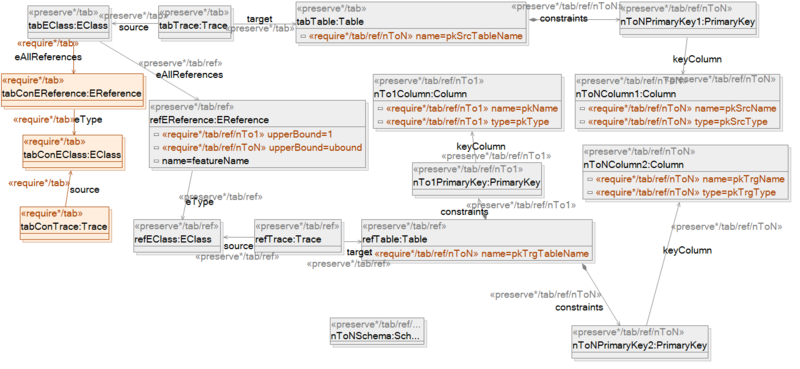 «preserve*/tab»
tabEClass:EClass
«preserve*/tab»
source
«preserve*/tab»
tabTrace:Trace
target
«preserve*/tab»
«preserve*/tab»
tabTable:Table
«require*/tab/ref/nToN» name=pkSrcTableName
«preserve*/tab/ref/nToN»
constraints
«preserve*/tab/ref/nToN»
nToNPrimaryKey1:PrimaryKey
«require*/tab»
eAllReferences
«preserve*/tab/ref»
eAllReferences
keyColumn
«require*/tab»
tabConEReference:EReference
«require*/tab»
eType
«require*/tab»
tabConEClass:EClass
«require*/tab»
source
«require*/tab»
tabConTrace:Trace
«preserve*/tab/ref»
refEReference:EReference
«require*/tab/ref/nTo1» upperBound=1
«require*/tab/ref/nToN» upperBound=ubound
name=featureName
«preserve*/tab/ref/nTo1»
nTo1Column:Column
«require*/tab/ref/nTo1» name=pkName
«require*/tab/ref/nTo1» type=pkType
«preserve*/tab/ref/nToN»
nToNColumn1:Column
«require*/tab/ref/nToN» name=pkSrcName
«require*/tab/ref/nToN» type=pkSrcType
keyColumn
«preserve*/tab/ref/nTo1»
«preserve*/tab/ref/nTo1»
nTo1PrimaryKey:PrimaryKey
«preserve*/tab/ref/nToN»
nToNColumn2:Column
«require*/tab/ref/nToN» name=pkTrgName
«require*/tab/ref/nToN» type=pkTrgType
eType
«preserve*/tab/ref»
«preserve*/tab/ref/nTo1»
constraints
«preserve*/tab/ref»
refEClass:EClass
source
«preserve*/tab/ref»
«preserve*/tab/ref»
refTrace:Trace
target
«preserve*/tab/ref»
«preserve*/tab/ref»
refTable:Table
«require*/tab/ref/nToN» name=pkTrgTableName
«preserve*/tab/ref/nToN»
keyColumn
«preserve*/tab/ref/nToN»
constraints
«preserve*/tab/ref/...
nToNSchema:Sch...
«preserve*/tab/ref/nToN»
nToNPrimaryKey2:PrimaryKey